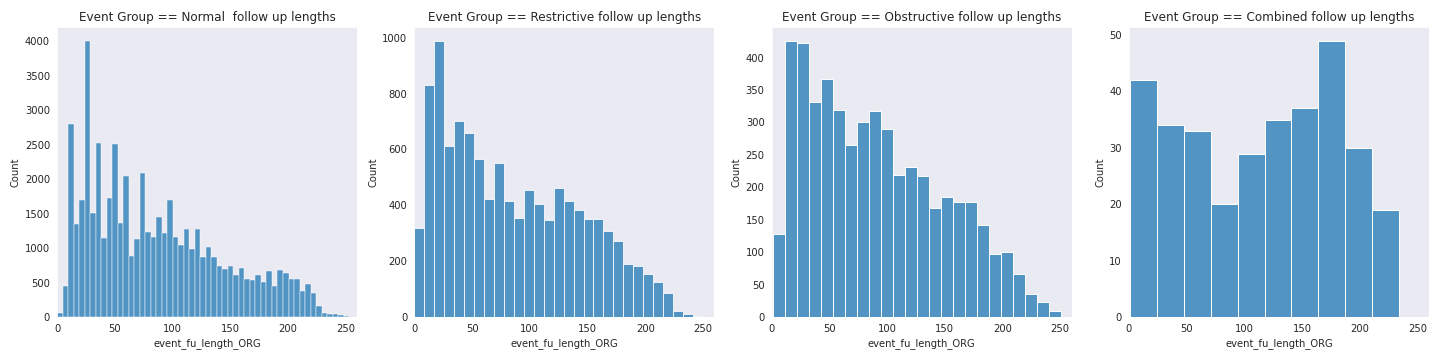 Event Group == Normal  follow up lengths
Count
4000
3500
3000
2500
2000
1500
1000
500
0
0 50 100 150 200 250
event_fu_length_ORG
Event Group == Restrictive follow up lengths
Count
1000
800
600
400
200
0
0 50 100 150 200 250
event_fu_length_ORG
Event Group == Obstructive follow up lengths
Count
400
350
300
250
200
150
100
50
0
0 50 100 150 200 250
event_fu_length_ORG
Event Group == Combined follow up lengths
Count
50
40
30
20
10
0
0 50 100 150 200 250
event_fu_length_ORG